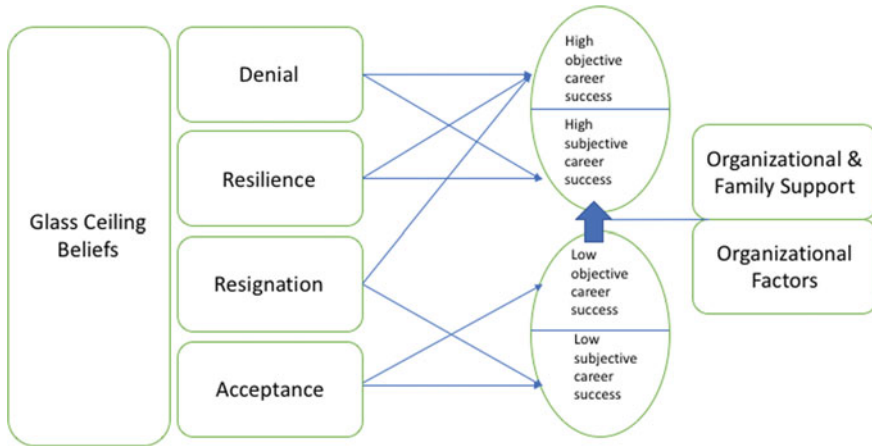 Glass Ceiling
Beliefs
Denial
Resilience
Resignation
Acceptance
High
objective
career
success
High
subjective
career
success
Low
objective
career
success
Low
subjective
career
success
Organizational &
Family Support
Organizational
Factors